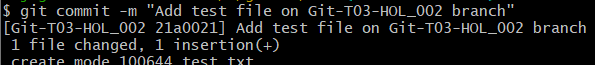 $ git commit -m "Add test file on Git-T03-HOL_002 branch"
[Git-T03-HOL_002 21a0021] Add test file on Git-T03-HOL_002 branch
 1 file changed, 1 insertion(+)
 create mode 100644 test.txt